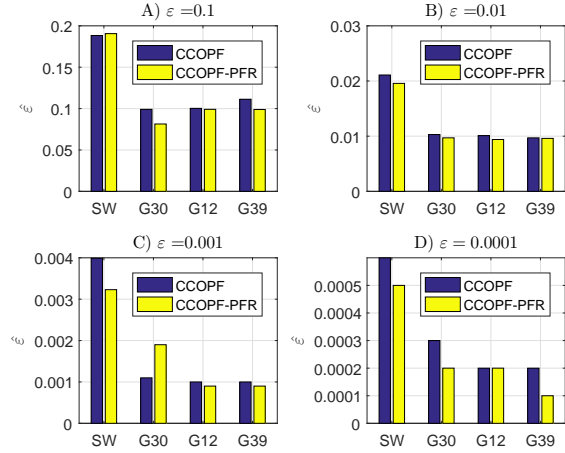 A) ε =0.1
0.2
0.15
0.1
0.05
0
ε̂
CCOPF
CCOPF-PFR
SW G30 G12 G39
B) ε =0.01
0.03
0.02
0.01
0
ε̂
CCOPF
CCOPF-PFR
SW G30 G12 G39
C) ε =0.001
0.004
0.003
0.002
0.001
0
ε̂
CCOPF
CCOPF-PFR
SW G30 G12 G39
D) ε = 0.0001
0.0005
0.0004
0.0003
0.0002
0.0001
0
ε̂
CCOPF
CCOPF-PFR
SW G30 G12 G39